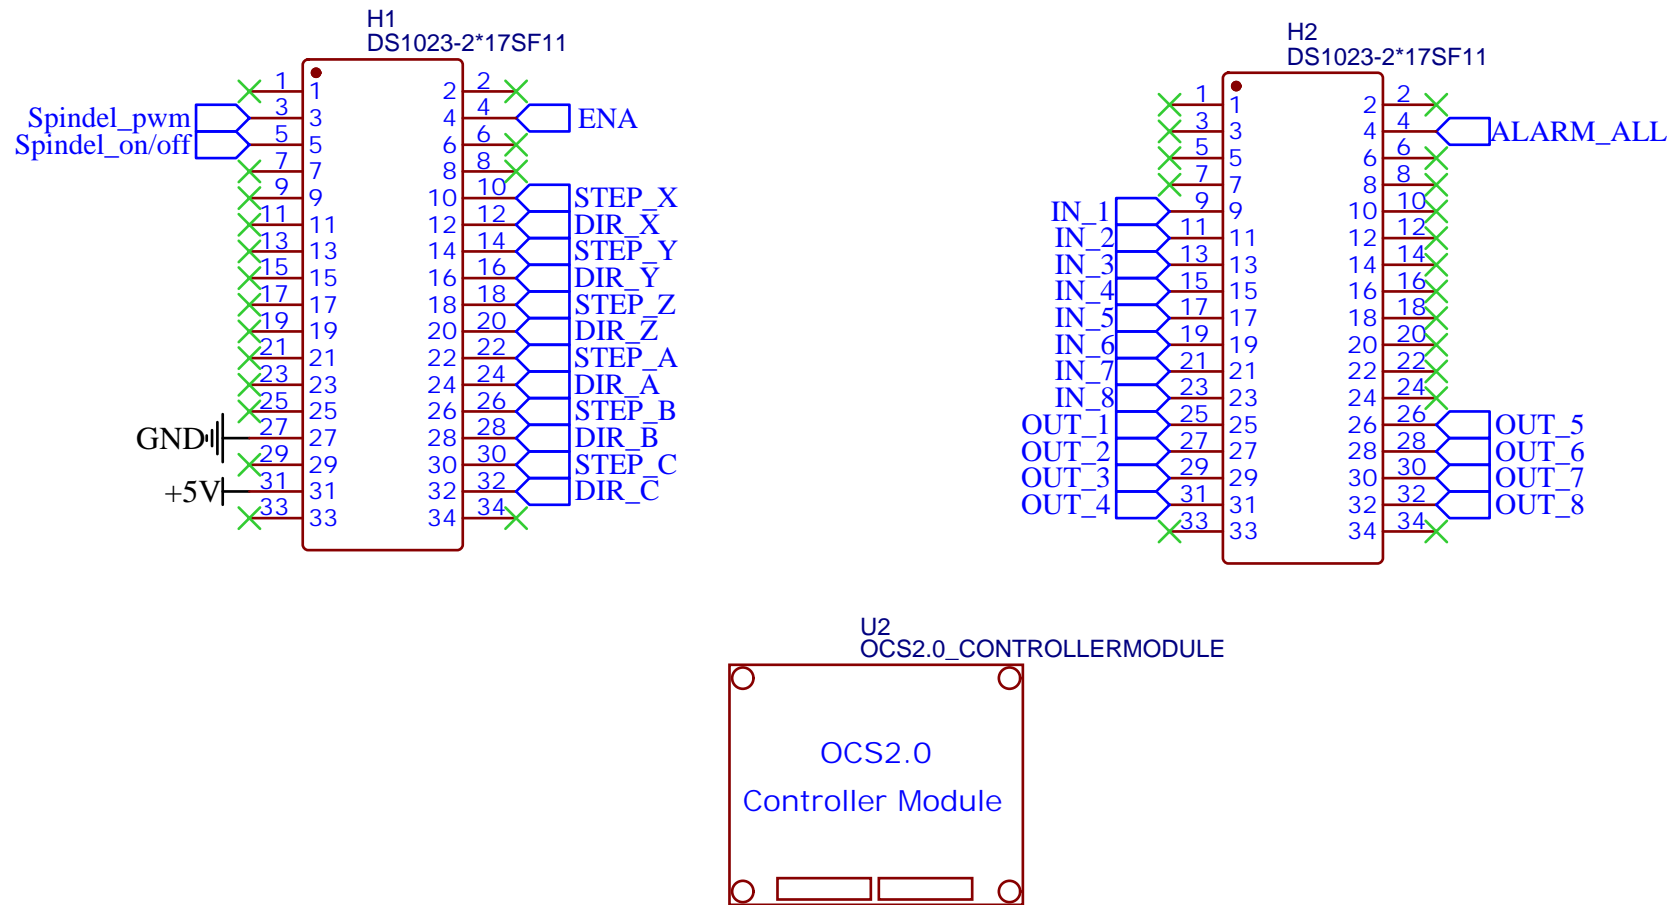 H1
DS1023-2*17SF11
1 1 2 2
Spindel_pwm 3 3 4 4 ENA
Spindel_on/off 5 5 6 6
7 7 8 8
9 9 10 10 STEP_X
11 11 12 12 DIR_X
13 13 14 14 STEP_Y
15 15 16 16 DIR_Y
17 17 18 18 STEP_Z
19 19 20 20 DIR_Z
21 21 22 22 STEP_A
23 23 24 24 DIR_A
25 25 26 26 STEP_B
GND 27 27 28 28 DIR_B
29 29 30 30 STEP_C
+5V 31 31 32 32 DIR_C
33 33 34 34
H2
DS1023-2*17SF11
1 1 2 2
3 3 4 4 ALARM_ALL
5 5 6 6
7 7 8 8
IN_1 9 9 10 10
IN_2 11 11 12 12
IN_3 13 13 14 14
IN_4 15 15 16 16
IN_5 17 17 18 18
IN_6 19 19 20 20
IN_7 21 21 22 22
IN_8 23 23 24 24
OUT_1 25 25 26 26 OUT_5
OUT_2 27 27 28 28 OUT_6
OUT_3 29 29 30 30 OUT_7
OUT_4 31 31 32 32 OUT_8
33 33 34 34
U2
OCS2.0_CONTROLLERMODULE
OCS2.0
Controller Module